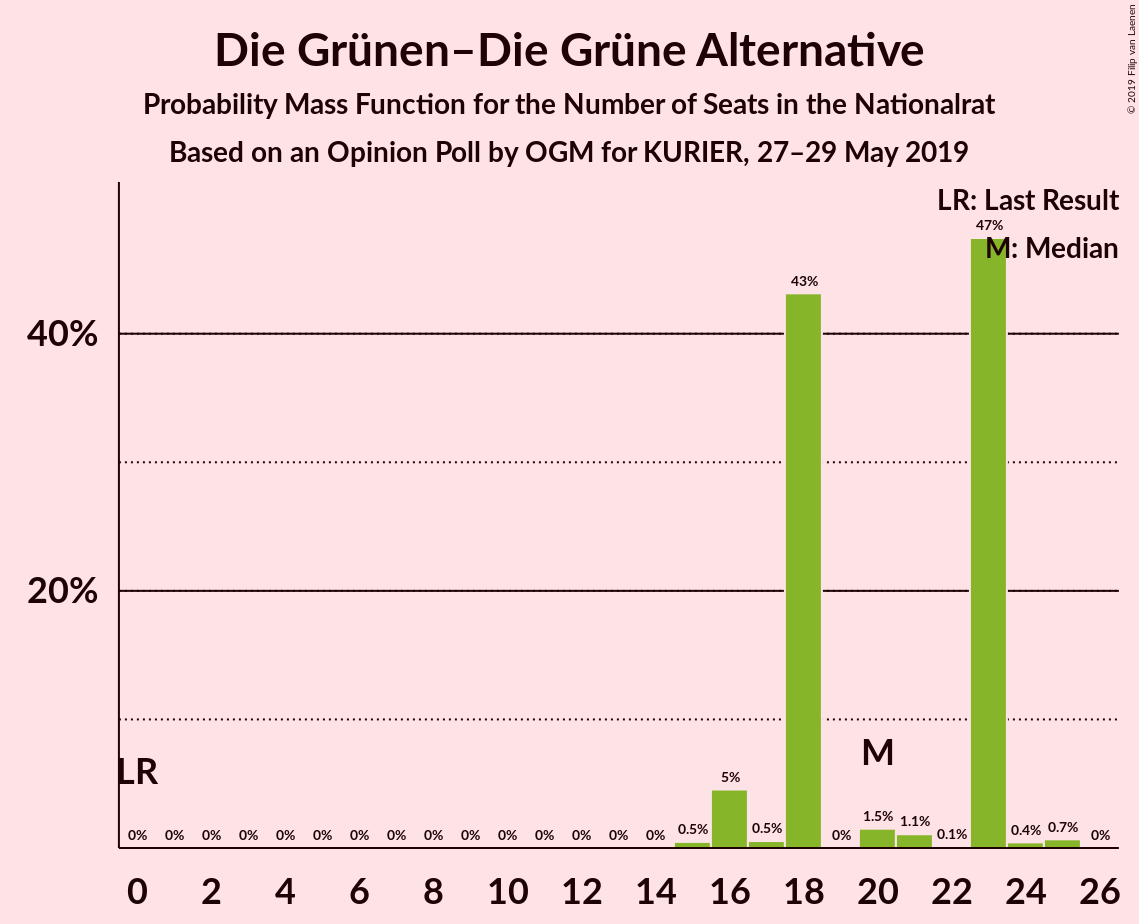 Die Grünen–Die Grüne Alternative
Probability Mass Function for the Number of Seats in the Nationalrat
Based on an Opinion Poll by OGM for KURIER, 27–29 May 2019
© 2019 Filip van Laenen
LR: Last Result
M: Median
47%
43%
40%
20%
LR
M
0% 0% 0% 0% 0% 0% 0% 0% 0% 0% 0% 0% 0% 0% 0% 0.5% 5% 0.5% 0% 1.5% 1.1% 0.1% 0.4% 0.7% 0%
0 2 4 6 8 10 12 14 16 18 20 22 24 26